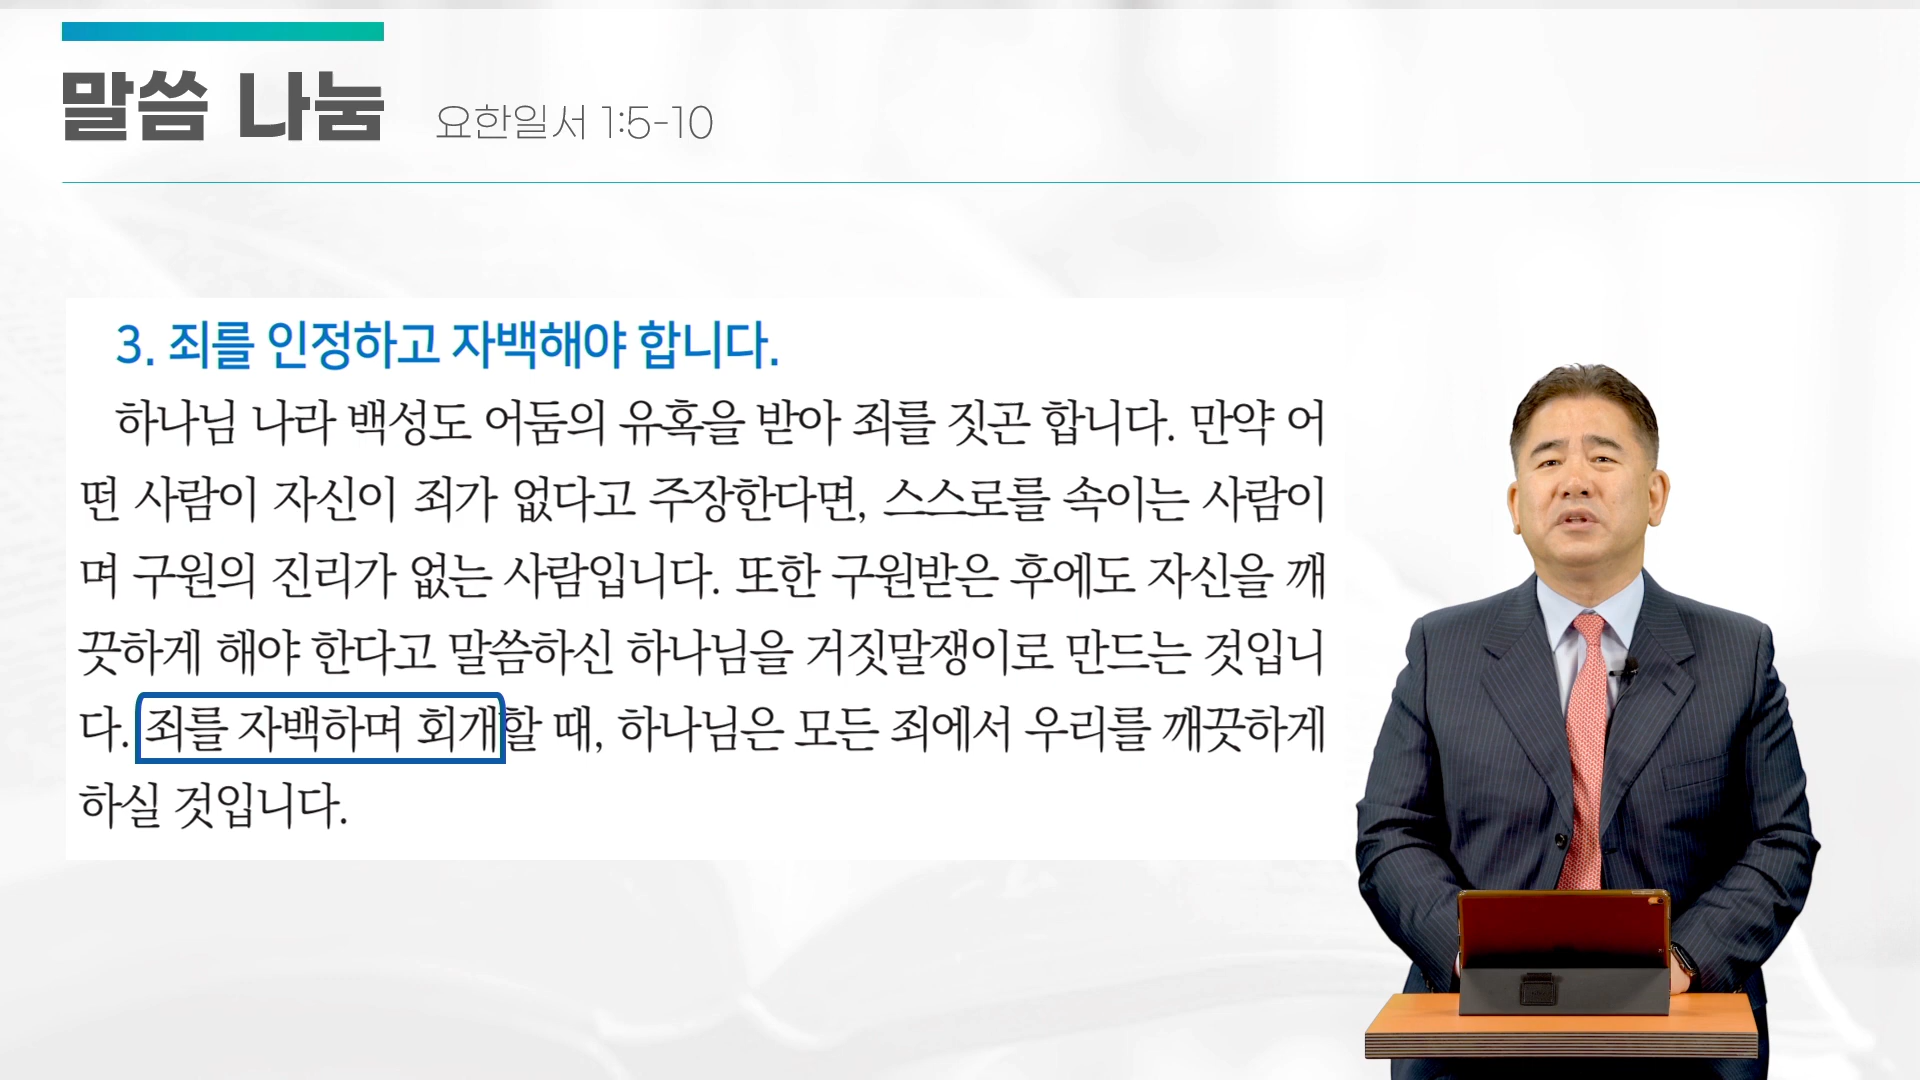 말씀 나눔 요한일서 1:5-10
3. 죄를 인정하고 자백해야 합니다.
하나님 나라 백성도 어둠의 유혹을 받아 죄를 짓곤 합니다. 만약 어
떤 사람이 자신이 죄가 없다고 주장한다면, 스스로를 속이는 사람이
며 구원의 진리가 없는 사람입니다. 또한 구원받은 후에도 자신을 깨
끗하게 해야 한다고 말씀하신 하나님을 거짓말쟁이로 만드는 것입니
다. 죄를 자백하며 회개할 때, 하나님은 모든 죄에서 우리를 깨끗하게
하실 것입니다.